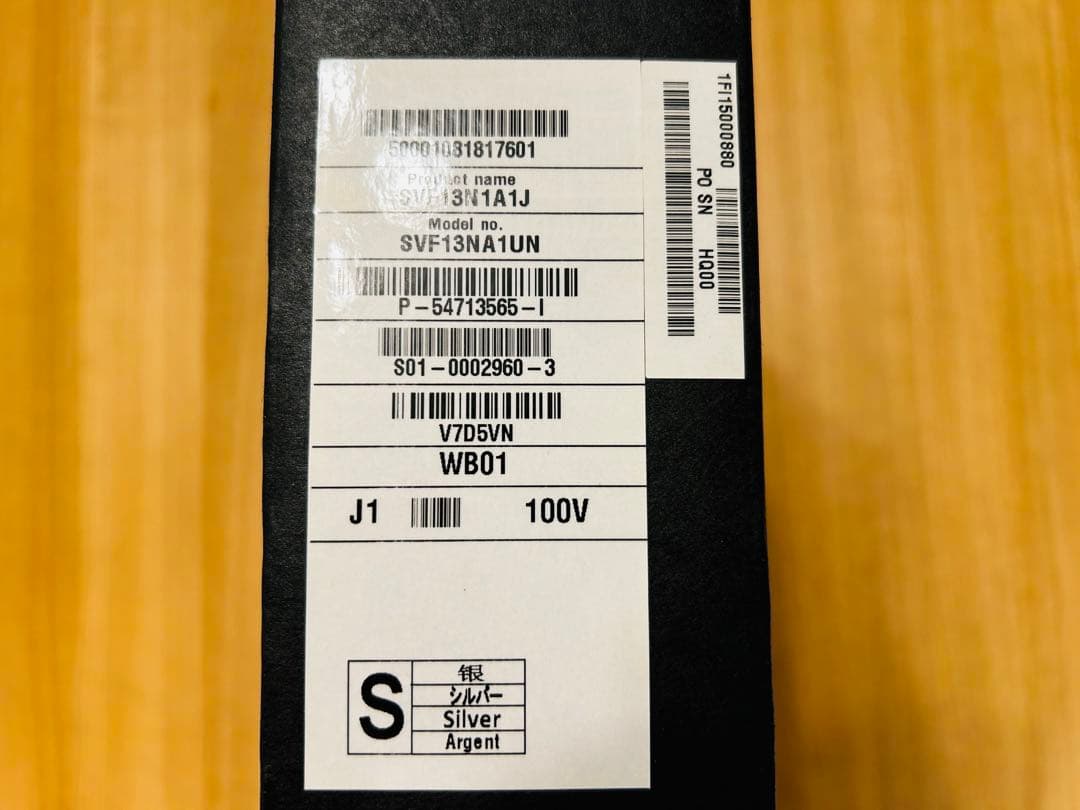 50001081817601
Product name
SVF13N1A1J
Model no.
SVF13NA1UN
P-54713565-I
S01-0002960-3
V7D5VN
WB01
J1 100V
S
银
シルバー
Silver
Argent
1FI15000880
PO SN HQ00